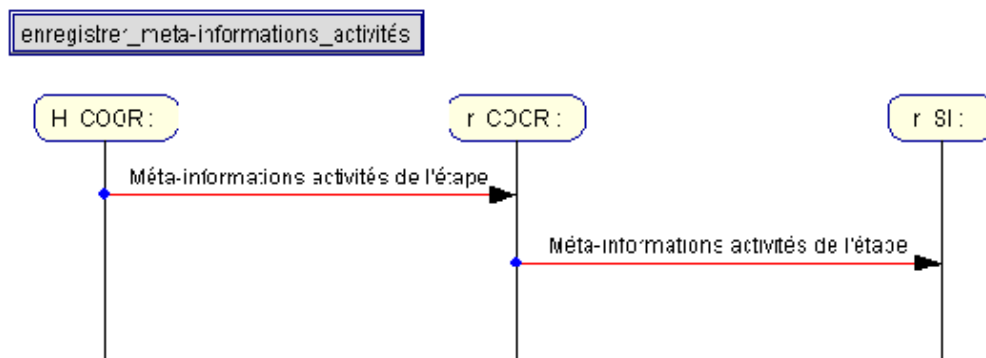 enregistrer_meta-informations_activités
H COOR :
r COOR :
r SI :
Méta-informations activités de l'étape
Méta-informations activités de l'étape